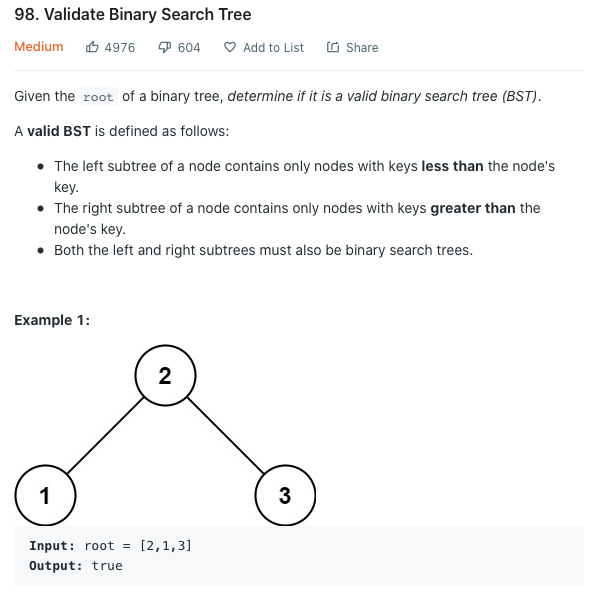 98. Validate Binary Search Tree
Medium 4976 604 Add to List Share
Given the root of a binary tree, determine if it is a valid binary search tree (BST).
A valid BST is defined as follows:
• The left subtree of a node contains only nodes with keys less than the node's
key.
• The right subtree of a node contains only nodes with keys greater than the
node's key.
• Both the left and right subtrees must also be binary search trees.
Example 1:
2
1 3
Input: root = [2,1,3]
Output: true